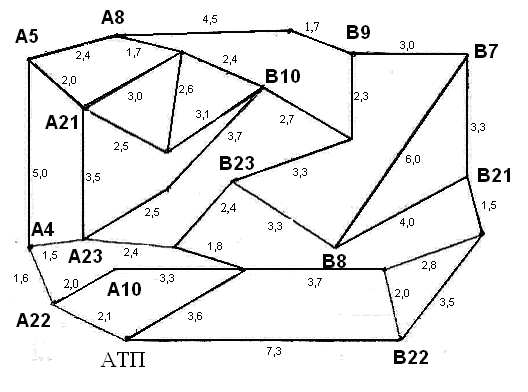 A8
4,5
1,7
B9
A5
3,0
B7
2,4
1,7
2,4
B10
2,0
3,0
2,6
2,3
A21
3,1
2,7
3,3
2,5
3,7
B23
3,3
6,0
5,0
3,5
B21
2,5
2,4
3,3
4,0
1,5
A4
1,5
A23
2,4
1,8
B8
2,8
1,6
2,0
A10
3,3
3,7
2,0
3,5
A22
2,1
3,6
АТП
7,3
B22